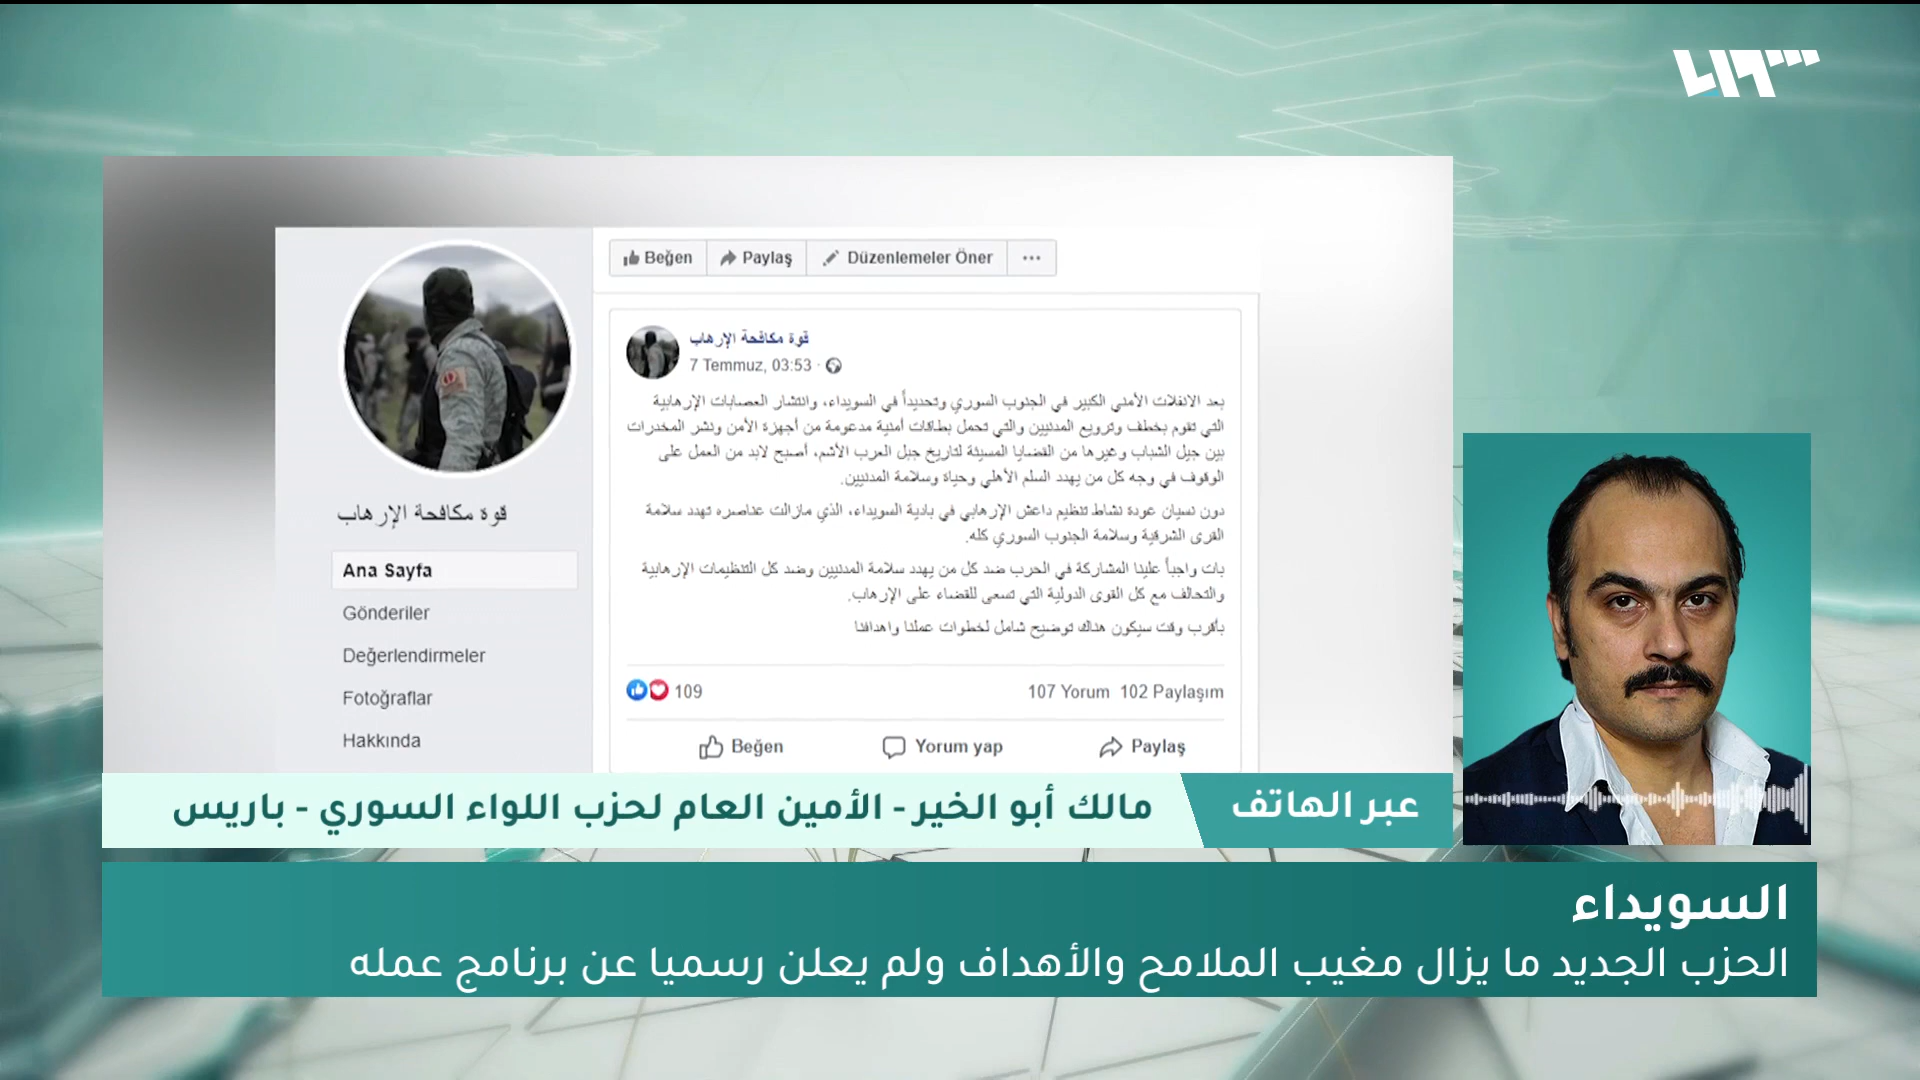 سوريا
Beğen
Paylaş
Düzenlemeler Öner
قوة مكافحة الإرهاب
7 Temmuz, 03:53 ·
بعد الانفلات الأمني الكبير في الجنوب السوري وتحديداً في السويداء، وانتشار العصابات الإرهابية
التي تقوم بخطف وترويع المدنيين والتي تحمل بطاقات أمنية مدعومة من أجهزة الأمن ونشر المخدرات
بين جيل الشباب وغيرها من القضايا المسيئة لتاريخ جبل العرب الأشم، أصبح لابد من العمل على
الوقوف في وجه كل من يهدد السلم الأهلي وحياة وسلامة المدنيين.
دون نسيان عودة نشاط تنظيم داعش الإرهابي في بادية السويداء، الذي مازالت عناصره تهدد سلامة
القرى الشرقية وسلامة الجنوب السوري كله.
بات واجباً علينا المشاركة في الحرب ضد كل من يهدد سلامة المدنيين وضد كل التنظيمات الإرهابية
والتحالف مع كل القوى الدولية التي تسعى للقضاء على الإرهاب.
بأقرب وقت سيكون هناك توضيح شامل لخطوات عملنا واهدافنا
109
107 Yorum 102 Paylaşım
Beğen
Yorum yap
Paylaş
قوة مكافحة الإرهاب
Ana Sayfa
Gönderiler
Değerlendirmeler
Fotoğraflar
Hakkında
عبر الهاتف
مالك أبو الخير - الأمين العام لحزب اللواء السوري - باريس
السويداء
الحزب الجديد ما يزال مغيب الملامح والأهداف ولم يعلن رسميا عن برنامج عمله